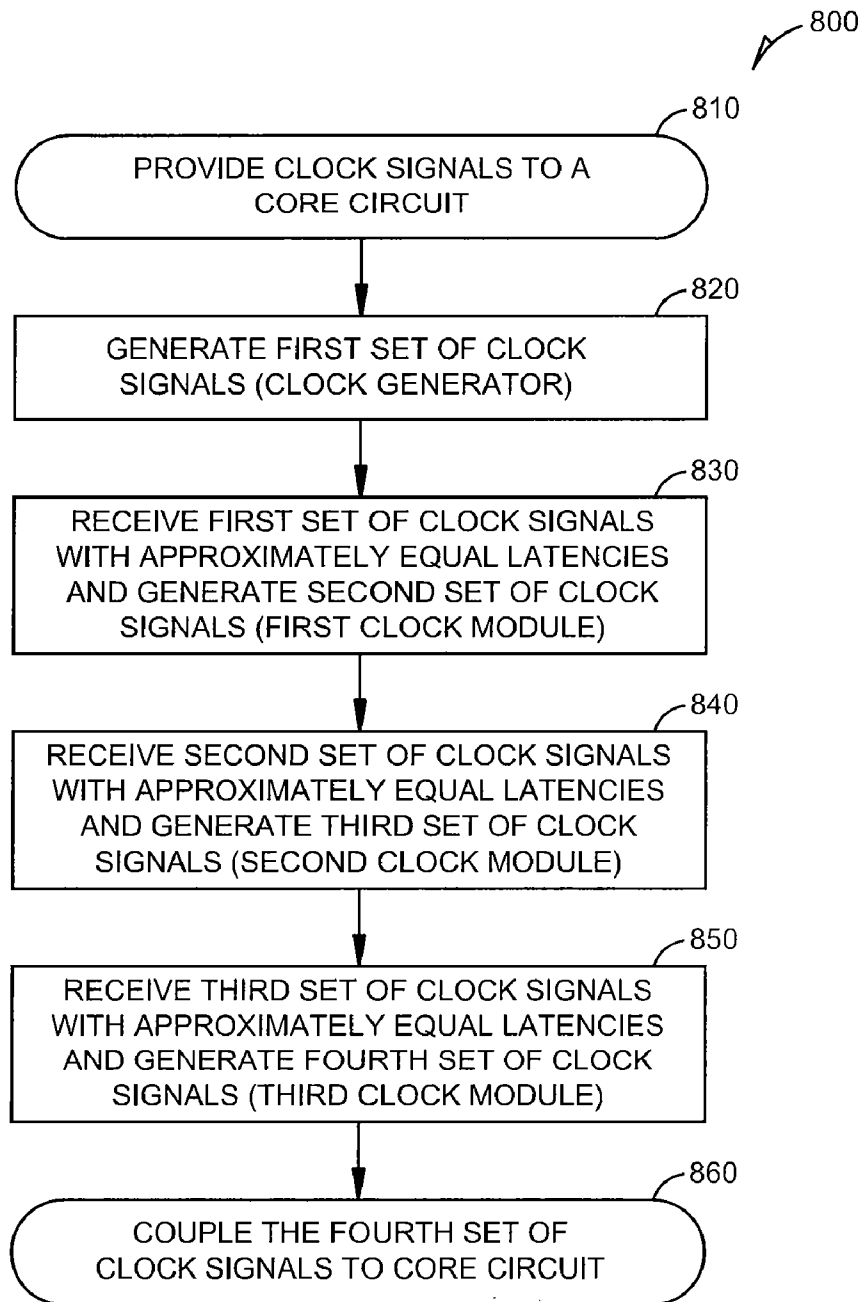 800
810
PROVIDE CLOCK SIGNALS TO A
CORE CIRCUIT
820
GENERATE FIRST SET OF CLOCK
SIGNALS (CLOCK GENERATOR)
830
RECEIVE FIRST SET OF CLOCK SIGNALS
WITH APPROXIMATELY EQUAL LATENCIES
AND GENERATE SECOND SET OF CLOCK
SIGNALS (FIRST CLOCK MODULE)
840
RECEIVE SECOND SET OF CLOCK SIGNALS
WITH APPROXIMATELY EQUAL LATENCIES
AND GENERATE THIRD SET OF CLOCK
SIGNALS (SECOND CLOCK MODULE)
850
RECEIVE THIRD SET OF CLOCK SIGNALS
WITH APPROXIMATELY EQUAL LATENCIES
AND GENERATE FOURTH SET OF CLOCK
SIGNALS (THIRD CLOCK MODULE)
860
COUPLE THE FOURTH SET OF
CLOCK SIGNALS TO CORE CIRCUIT